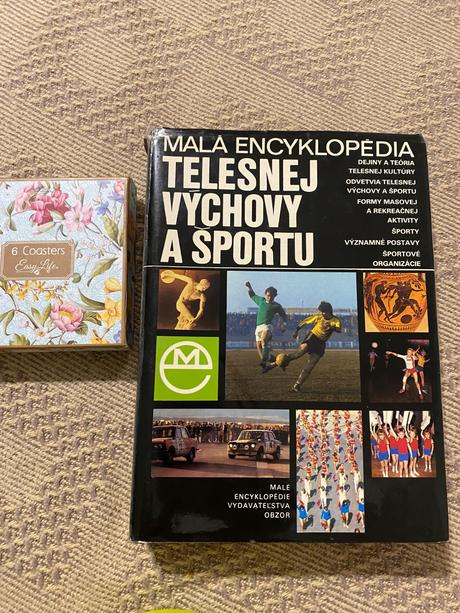 6 Coasters
Easy Life
MALÁ ENCYKLOPÉDIA
TELESNEJ
VÝCHOVY
A ŠPORTU
DEJINY A TEÓRIA
TELESNEJ KULTÚRY
ODVETVIA TELESNEJ
VÝCHOVY A ŠPORTU
FORMY MASOVEJ
A REKREAČNEJ
AKTIVITY
ŠPORTY
VÝZNAMNÉ POSTAVY
ŠPORTOVÉ
ORGANIZÁCIE
MALÉ
ENCYKLOPÉDIE
VYDAVATEĽSTVA
OBZOR